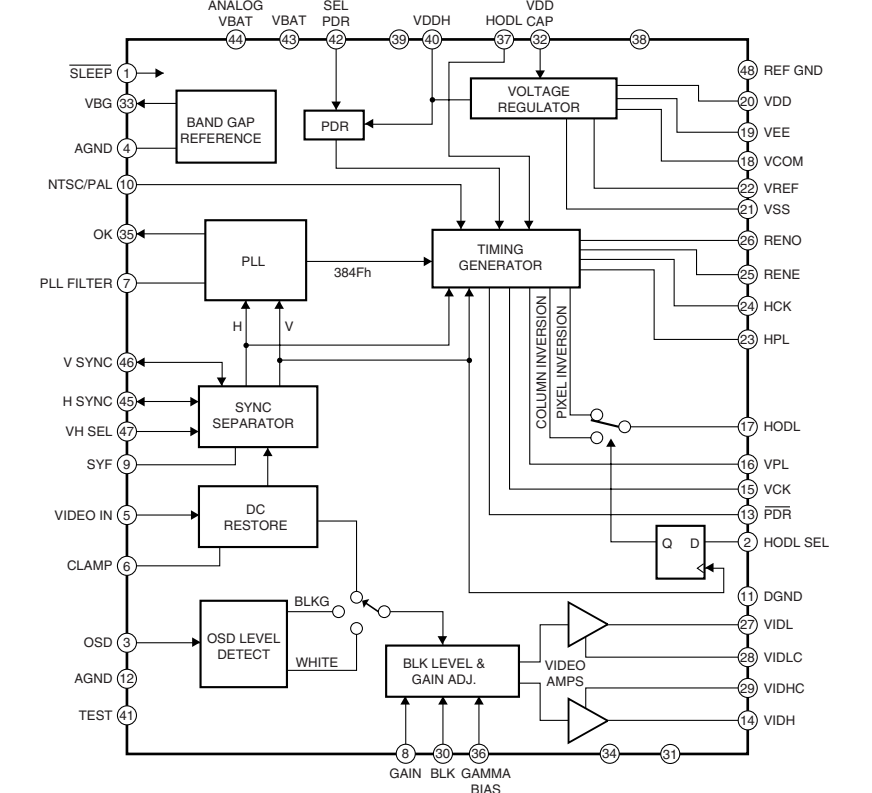 ANALOG
VBAT
VBAT
SEL
PDR
VDDH
HODL
VDD
CAP
44
43
42
39
40
37
32
38
SLEEP
1
VBG
33
AGND
4
NTSC/PAL
10
OK
35
PLL FILTER
7
V SYNC
46
H SYNC
45
VH SEL
47
SYF
9
VIDEO IN
5
CLAMP
6
OSD
3
AGND
12
TEST
41
BAND GAP
REFERENCE
PDR
VOLTAGE
REGULATOR
PLL
384Fh
TIMING
GENERATOR
H
V
SYNC
SEPARATOR
COLUMN INVERSION
PIXEL INVERSION
DC
RESTORE
Q
D
BLKG
OSD LEVEL
DETECT
WHITE
BLK LEVEL &
GAIN ADJ.
VIDEO
AMPS
48
REF GND
20
VDD
19
VEE
18
VCOM
22
VREF
21
VSS
26
RENO
25
RENE
24
HCK
23
HPL
17
HODL
16
VPL
15
VCK
13
PDR
2
HODL SEL
11
DGND
27
VIDL
28
VIDLC
29
VIDHC
14
VIDH
8
30
36
34
31
GAIN
BLK
GAMMA
BIAS